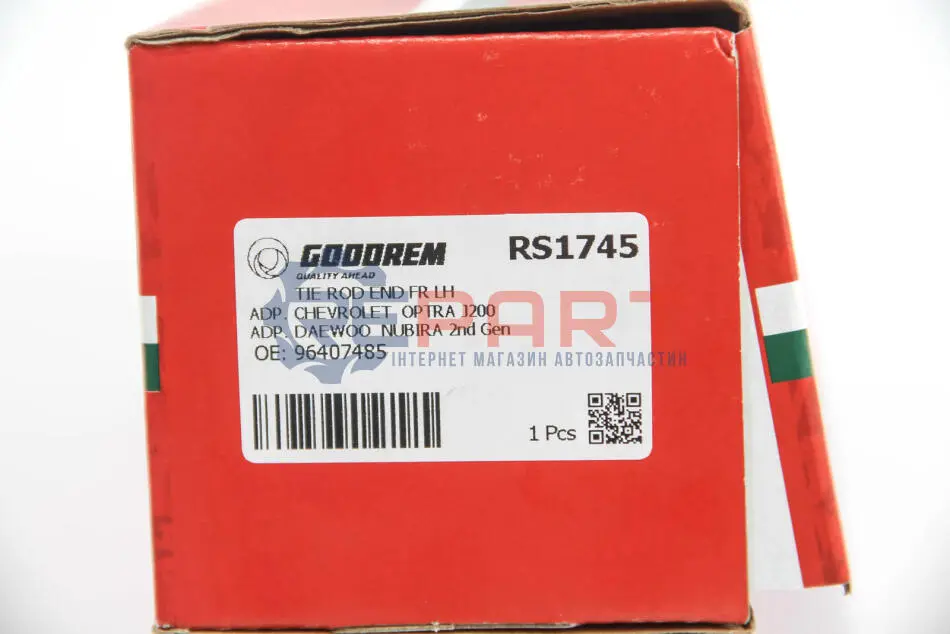 GOODREM RS1745
QUALITY AHEAD
TIE ROD END FR LH
ADP. CHEVROLET OPTRA J200
ADP. DAEWOO NUBIRA 2nd Gen
OE: 96407485
PART
ІНТЕРНЕТ МАГАЗИН АВТОЗАПЧАСТИН
1 Pcs